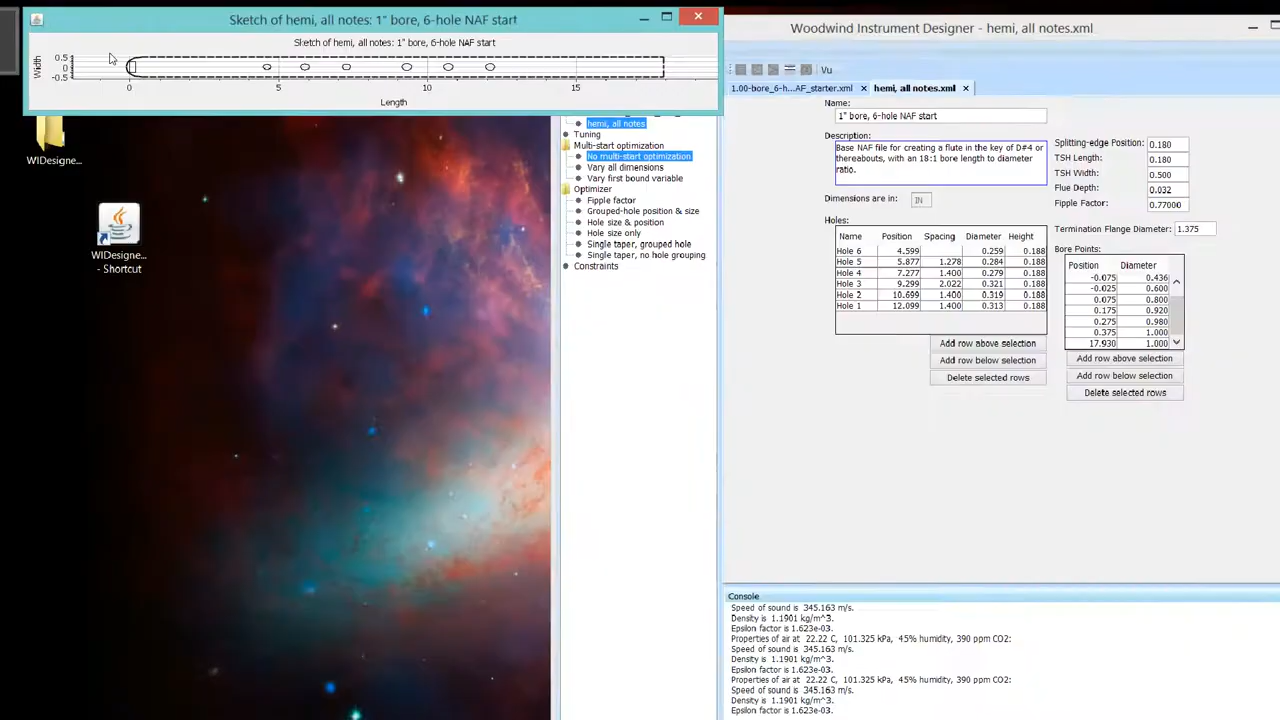 Sketch of hemi, all notes: 1" bore, 6-hole NAF start
Sketch of hemi, all notes: 1" bore, 6-hole NAF start
Width
0.5
0
-0.5
0 5 10 15
Length
WIDesigne...
WIDesigne...
- Shortcut
hemi, all notes
Tuning
Multi-start optimization
No multi-start optimization
Vary all dimensions
Vary first bound variable
Optimizer
Fipple factor
Grouped-hole position & size
Hole size & position
Hole size only
Single taper, grouped hole
Single taper, no hole grouping
Constraints
Woodwind Instrument Designer - hemi, all notes.xml
Vu
1.00-bore_6-h...AF_starter.xml
hemi, all notes.xml
Name:
1" bore, 6-hole NAF start
Description:
Base NAF file for creating a flute in the key of D#4 or
thereabouts, with an 18:1 bore length to diameter
ratio.
Dimensions are in: IN
Holes:
Name Position Spacing Diameter Height
Hole 6 4.599 0.259 0.188
Hole 5 5.877 1.278 0.284 0.188
Hole 4 7.277 1.400 0.279 0.188
Hole 3 9.299 2.022 0.321 0.188
Hole 2 10.699 1.400 0.319 0.188
Hole 1 12.099 1.400 0.313 0.188
Add row above selection
Add row below selection
Delete selected rows
Splitting-edge Position: 0.180
TSH Length: 0.180
TSH Width: 0.500
Flue Depth: 0.032
Fipple Factor: 0.77000
Termination Flange Diameter: 1.375
Bore Points:
Position Diameter
-0.075 0.436
-0.025 0.600
0.075 0.800
0.175 0.920
0.275 0.980
0.375 1.000
17.930 1.000
Add row above selection
Add row below selection
Delete selected rows
Console
Speed of sound is 345.163 m/s.
Density is 1.1901 kg/m^3.
Epsilon factor is 1.623e-03.
Properties of air at 22.22 C, 101.325 kPa, 45% humidity, 390 ppm CO2:
Speed of sound is 345.163 m/s.
Density is 1.1901 kg/m^3.
Epsilon factor is 1.623e-03.
Properties of air at 22.22 C, 101.325 kPa, 45% humidity, 390 ppm CO2:
Speed of sound is 345.163 m/s.
Density is 1.1901 kg/m^3.
Epsilon factor is 1.623e-03.